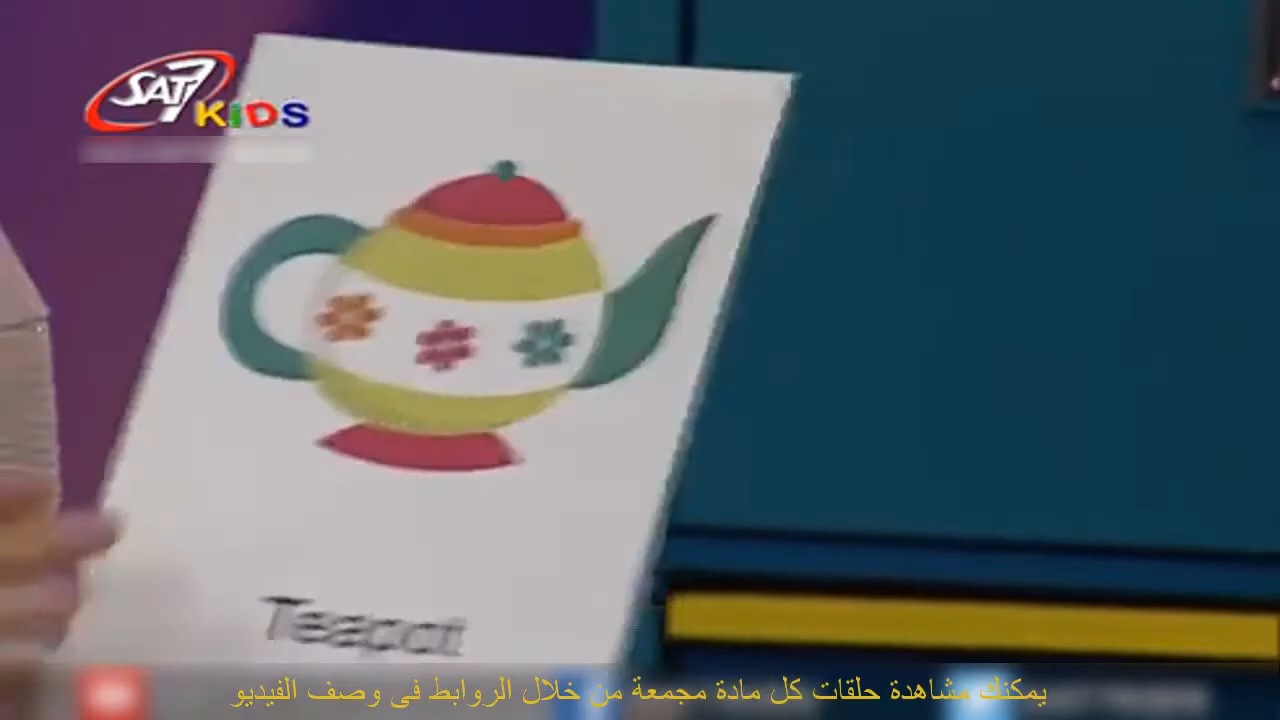 SAT7
KIDS
Teapot
يمكنك مشاهدة حلقات كل مادة مجمعة من خلال الروابط فى وصف الفيديو